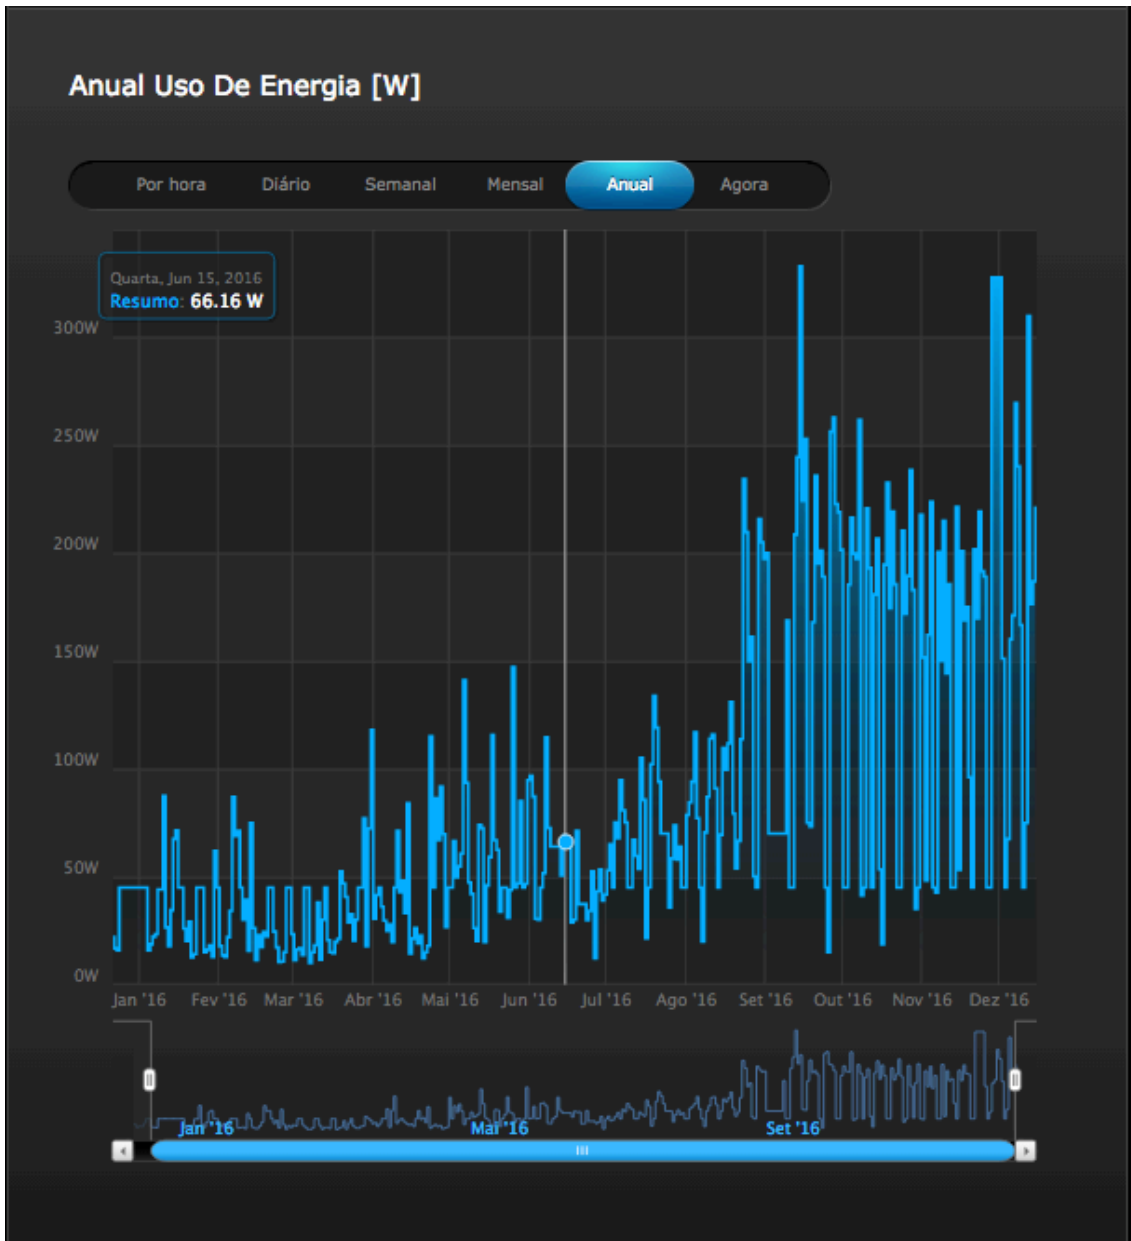 Anual Uso De Energia [W]
Por hora Diário Semanal Mensal Anual Agora
Quarta, Jun 15, 2016
Resumo: 66.16 W
300W
250W
200W
150W
100W
50W
0W
Jan '16 Fev '16 Mar '16 Abr '16 Mai '16 Jun '16 Jul '16 Ago '16 Set '16 Out '16 Nov '16 Dez '16
Jan '16 Mai '16 Set '16